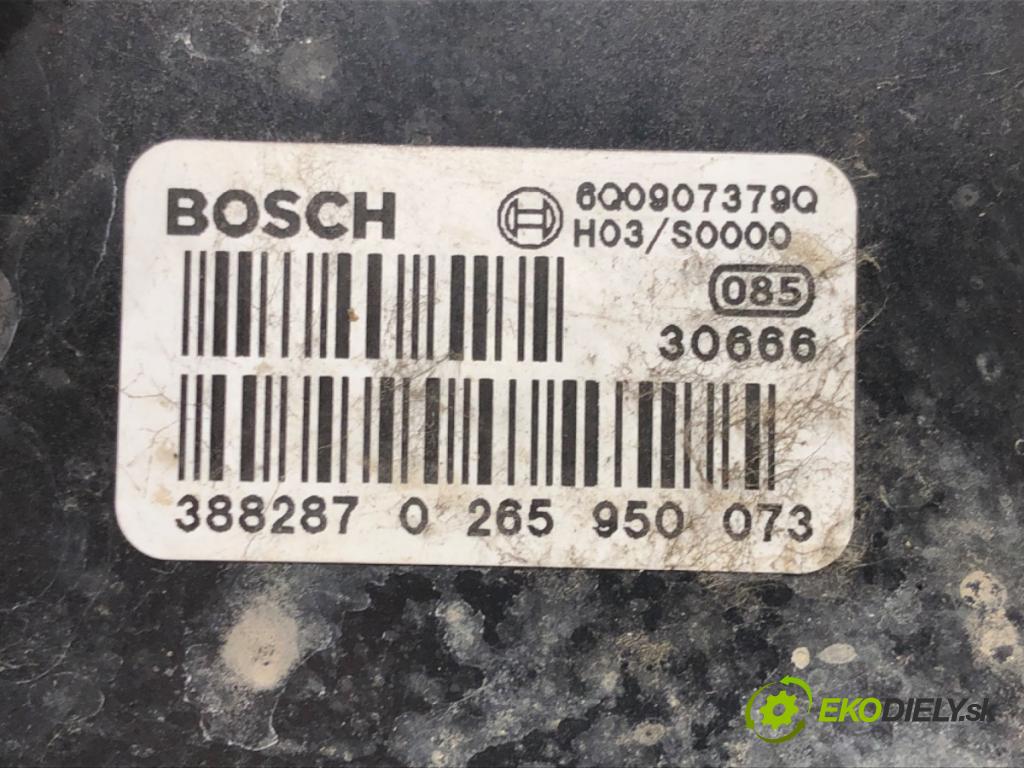 BOSCH
6Q0907379Q
H03/S0000
085
30666
388287 0 265 950 073
EKODIELY.sk